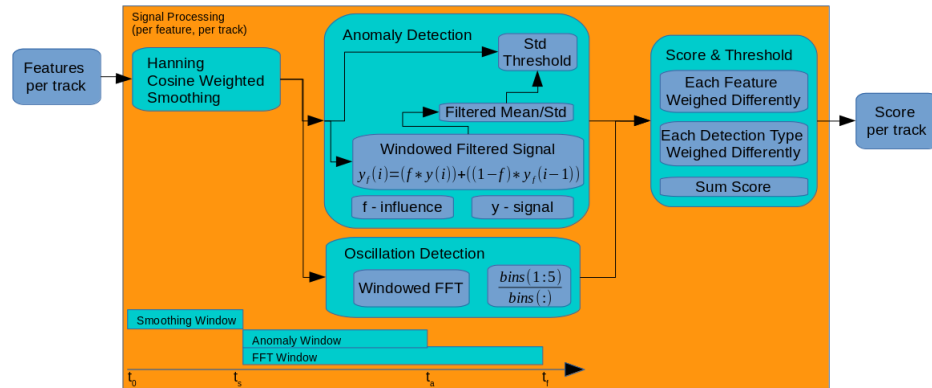 Signal Processing
(per feature, per track)
Features
per track
Hanning
Cosine Weighted
Smoothing
Anomaly Detection
Std
Threshold
Filtered Mean/Std
Windowed Filtered Signal
y_f(i)=(f*y(i))+((1−f)*y_f(i−1))
f - influence
y - signal
Oscillation Detection
Windowed FFT
bins(1:5)
bins(:)
Score & Threshold
Each Feature
Weighed Differently
Each Detection Type
Weighed Differently
Sum Score
Score
per track
Smoothing Window
Anomaly Window
FFT Window
t_0
t_s
t_a
t_f